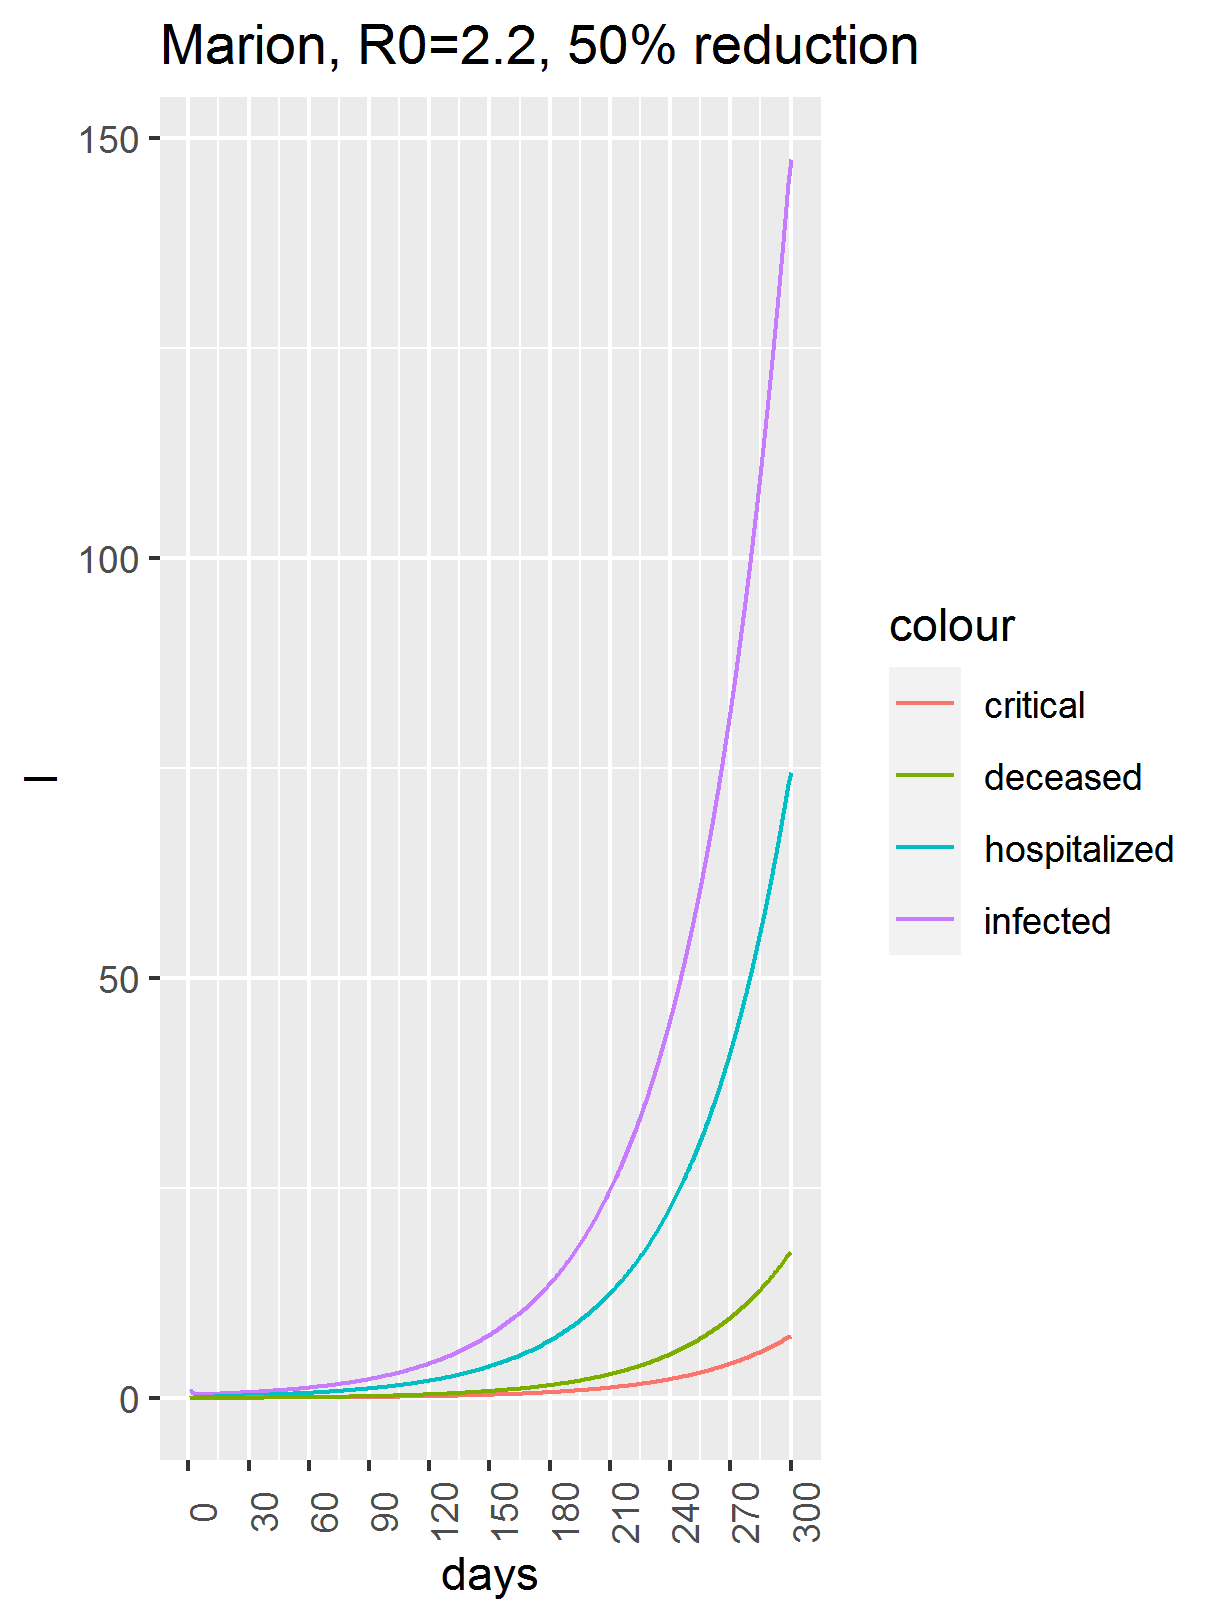 Marion, R0=2.2, 50% reduction
150
100
50
0
I
0 30 60 90 120 150 180 210 240 270 300
days
colour
critical
deceased
hospitalized
infected